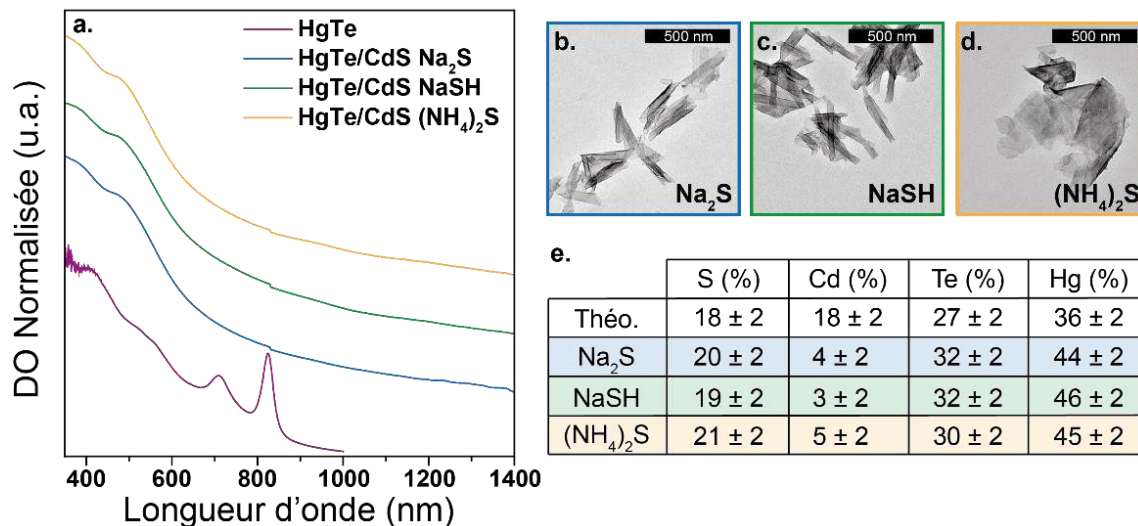 a.
HgTe
HgTe/CdS Na₂S
HgTe/CdS NaSH
HgTe/CdS (NH₄)₂S
DO Normalisée (u.a.)
400 600 800 1000 1200 1400
Longueur d'onde (nm)
b. 500 nm
Na₂S
c. 500 nm
NaSH
d. 500 nm
(NH₄)₂S
e.
S (%) Cd (%) Te (%) Hg (%)
Théo. 18 ± 2 18 ± 2 27 ± 2 36 ± 2
Na₂S 20 ± 2 4 ± 2 32 ± 2 44 ± 2
NaSH 19 ± 2 3 ± 2 32 ± 2 46 ± 2
(NH₄)₂S 21 ± 2 5 ± 2 30 ± 2 45 ± 2